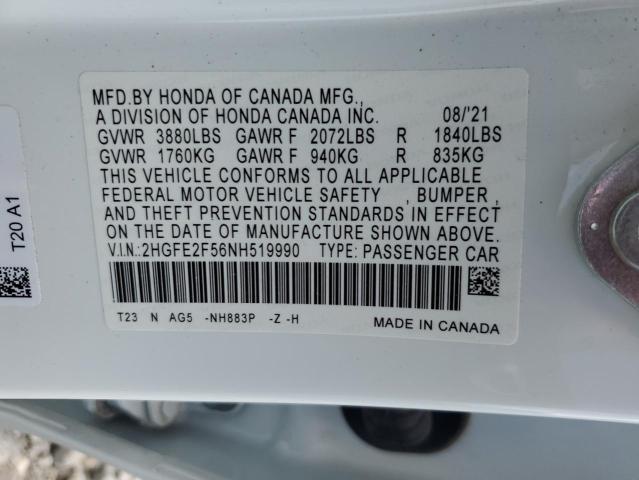 MFD.BY HONDA OF CANADA MFG.,
A DIVISION OF HONDA CANADA INC. 08/'21
GVWR 3880LBS GAWR F 2072LBS R 1840LBS
GVWR 1760KG GAWR F 940KG R 835KG
THIS VEHICLE CONFORMS TO ALL APPLICABLE
FEDERAL MOTOR VEHICLE SAFETY , BUMPER ,
AND THEFT PREVENTION STANDARDS IN EFFECT
ON THE DATE OF MANUFACTURE SHOWN ABOVE.
V.I.N.:2HGFE2F56NH519990 TYPE: PASSENGER CAR
T23 N AG5 -NH883P -Z -H MADE IN CANADA
T20 A1